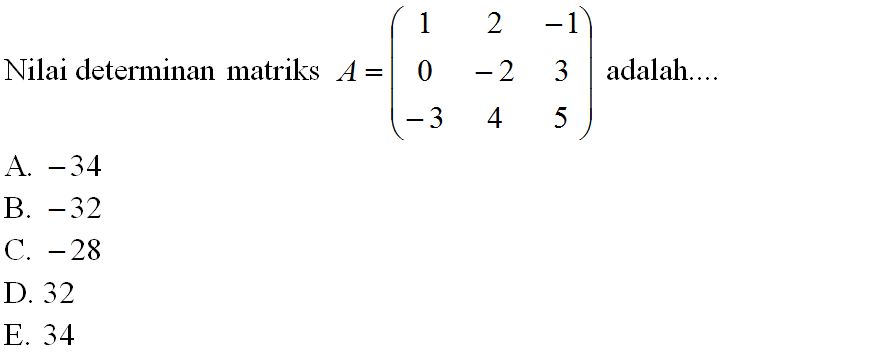 Nilai determinan matriks A = ( 1 2 −1
0 −2 3
−3 4 5 ) adalah....
A. −34
B. −32
C. −28
D. 32
E. 34